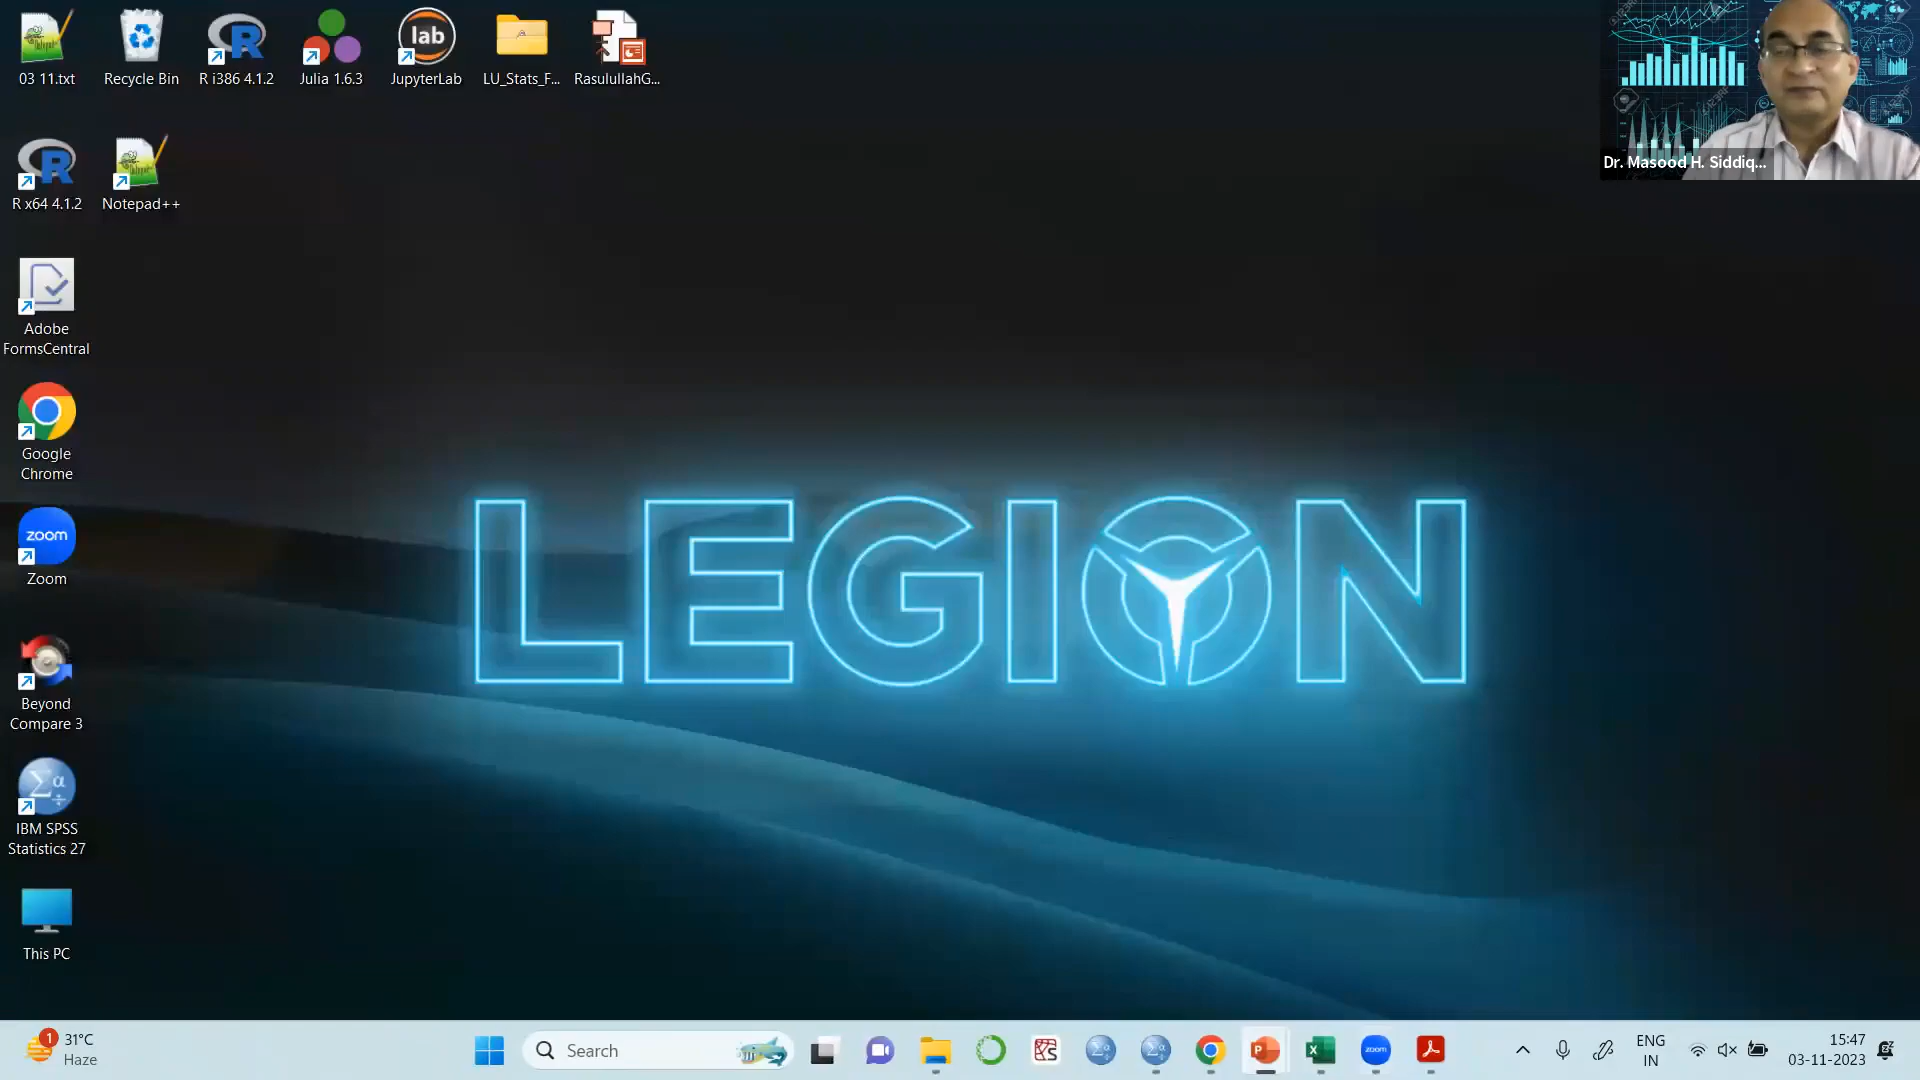 03 11.txt
Recycle Bin
R i386 4.1.2
Julia 1.6.3
lab
JupyterLab
LU_Stats_F...
RasulullahG...
Dr. Masood H. Siddiq...
R x64 4.1.2
Notepad++
Adobe
FormsCentral
Google
Chrome
zoom
Zoom
LEGION
Beyond
Compare 3
IBM SPSS
Statistics 27
This PC
1
31°C
Haze
Search
zoom
ENG
IN
15:47
03-11-2023